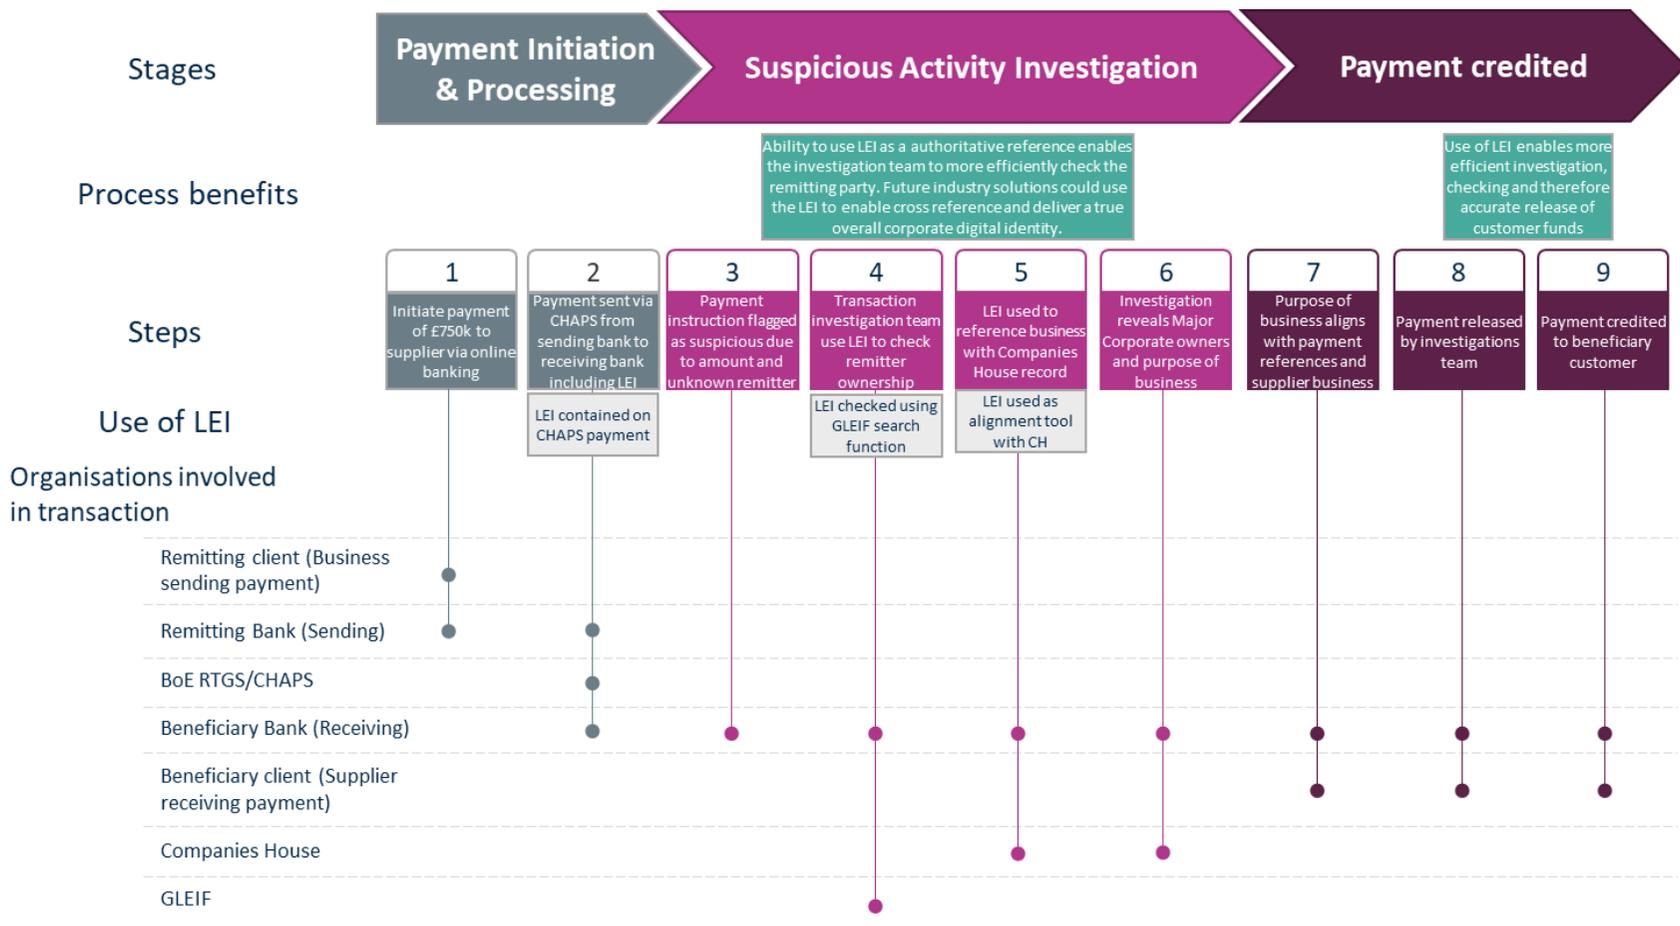 Stages
Payment Initiation
& Processing
Suspicious Activity Investigation
Payment credited
Process benefits
Ability to use LEI as a authoritative reference enables
the investigation team to more efficiently check the
remitting party. Future industry solutions could use
the LEI to enable cross reference and deliver a true
overall corporate digital identity.
Use of LEI enables more
efficient investigation,
checking and therefore
accurate release of
customer funds
Steps
1
Initiate payment
of £750k to
supplier via online
banking
2
Payment sent via
CHAPS from
sending bank to
receiving bank
including LEI
3
Payment
instruction flagged
as suspicious due
to amount and
unknown remitter
4
Transaction
investigation team
use LEI to check
remitter
ownership
5
LEI used to
reference business
with Companies
House record
6
Investigation
reveals Major
Corporate owners
and purpose of
business
7
Purpose of
business aligns
with payment
references and
supplier business
8
Payment released
by investigations
team
9
Payment credited
to beneficiary
customer
Use of LEI
LEI contained on
CHAPS payment
LEI checked using
GLEIF search
function
LEI used as
alignment tool
with CH
Organisations involved
in transaction
Remitting client (Business
sending payment)
Remitting Bank (Sending)
BoE RTGS/CHAPS
Beneficiary Bank (Receiving)
Beneficiary client (Supplier
receiving payment)
Companies House
GLEIF